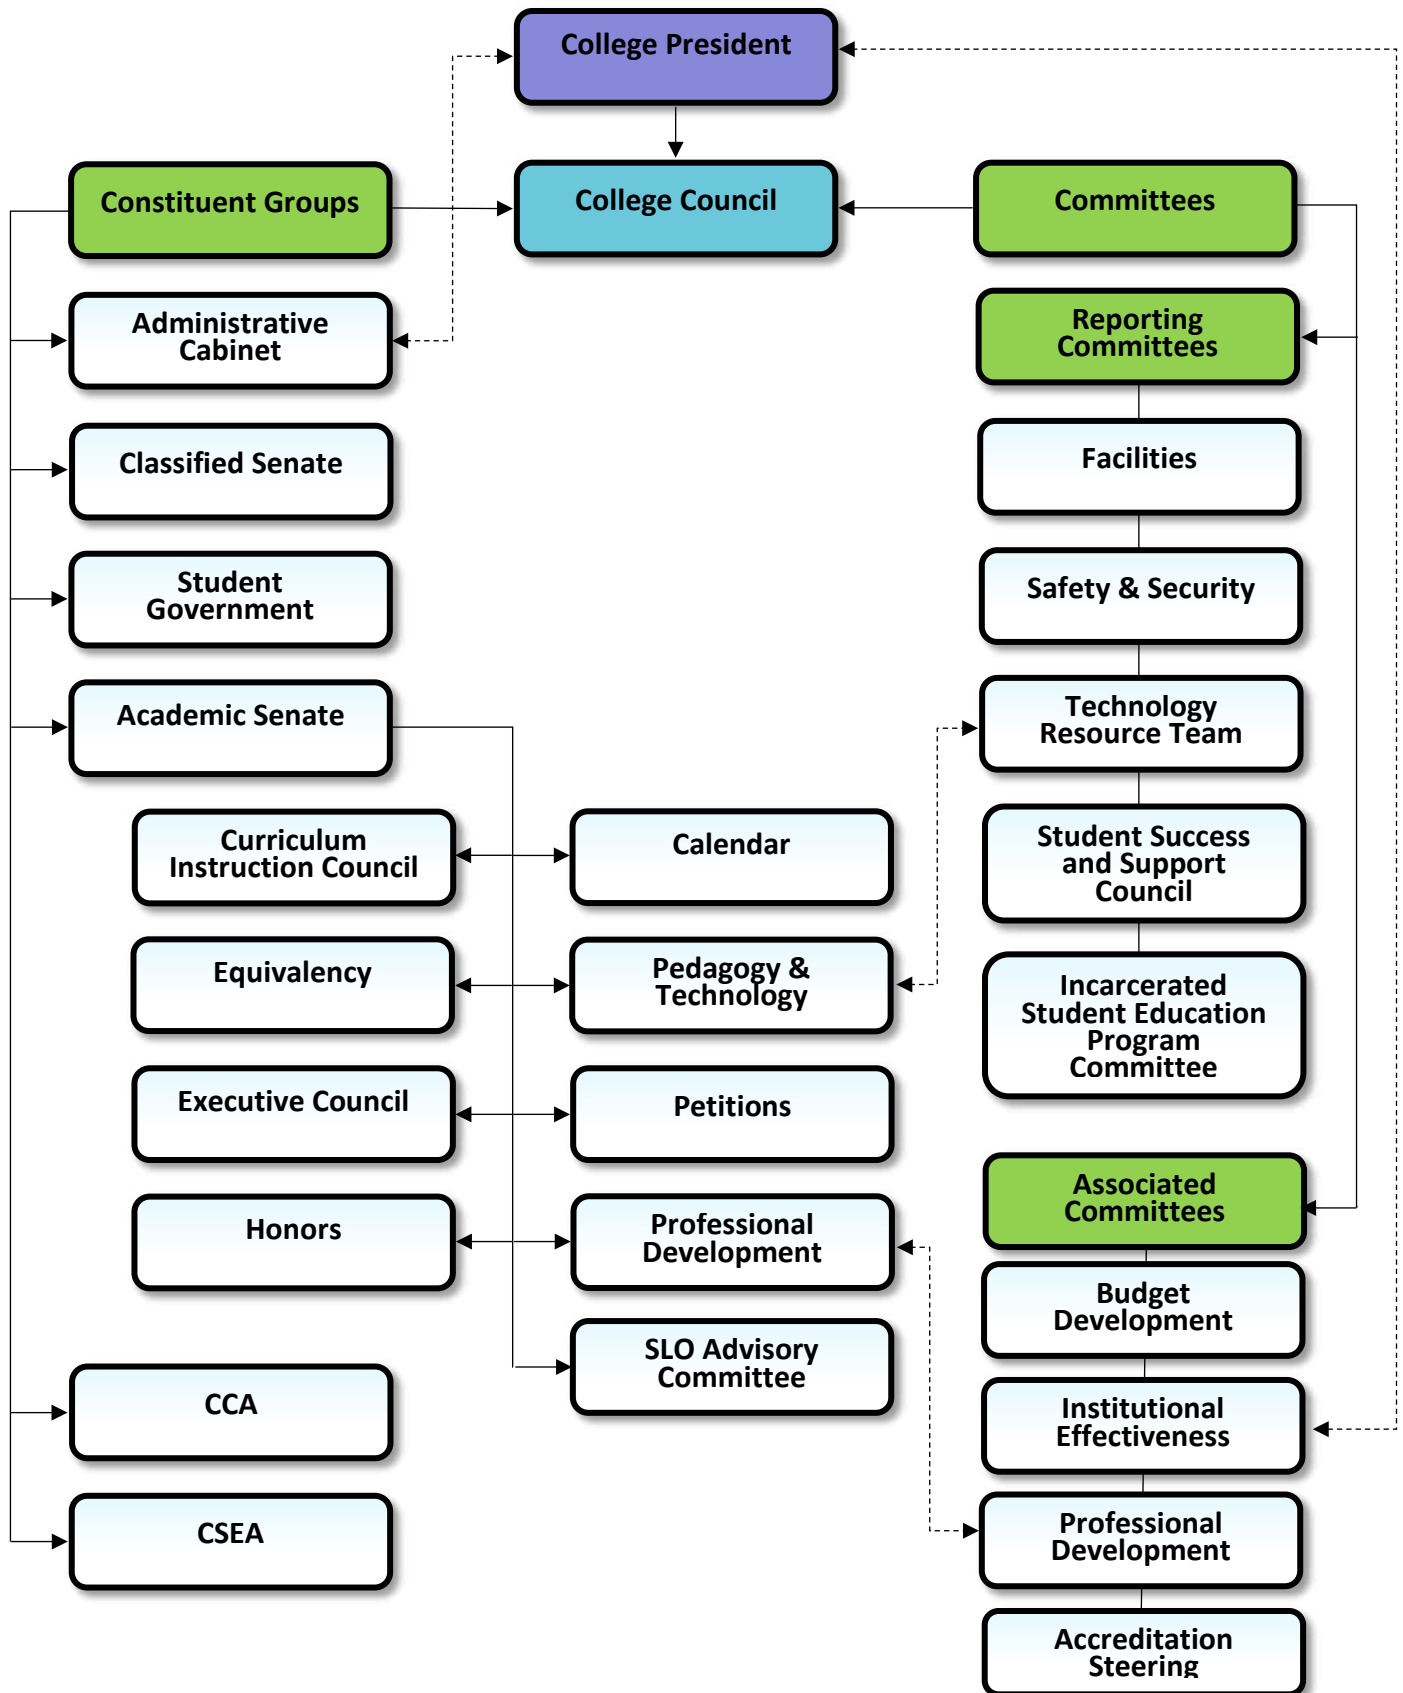 College President
Constituent Groups
College Council
Committees
Administrative
Cabinet
Reporting
Committees
Classified Senate
Facilities
Student
Government
Safety & Security
Academic Senate
Technology
Resource Team
Curriculum
Instruction Council
Calendar
Student Success
and Support
Council
Equivalency
Pedagogy &
Technology
Incarcerated
Student Education
Program
Committee
Executive Council
Petitions
Honors
Professional
Development
Associated
Committees
Budget
Development
SLO Advisory
Committee
CCA
Institutional
Effectiveness
CSEA
Professional
Development
Accreditation
Steering